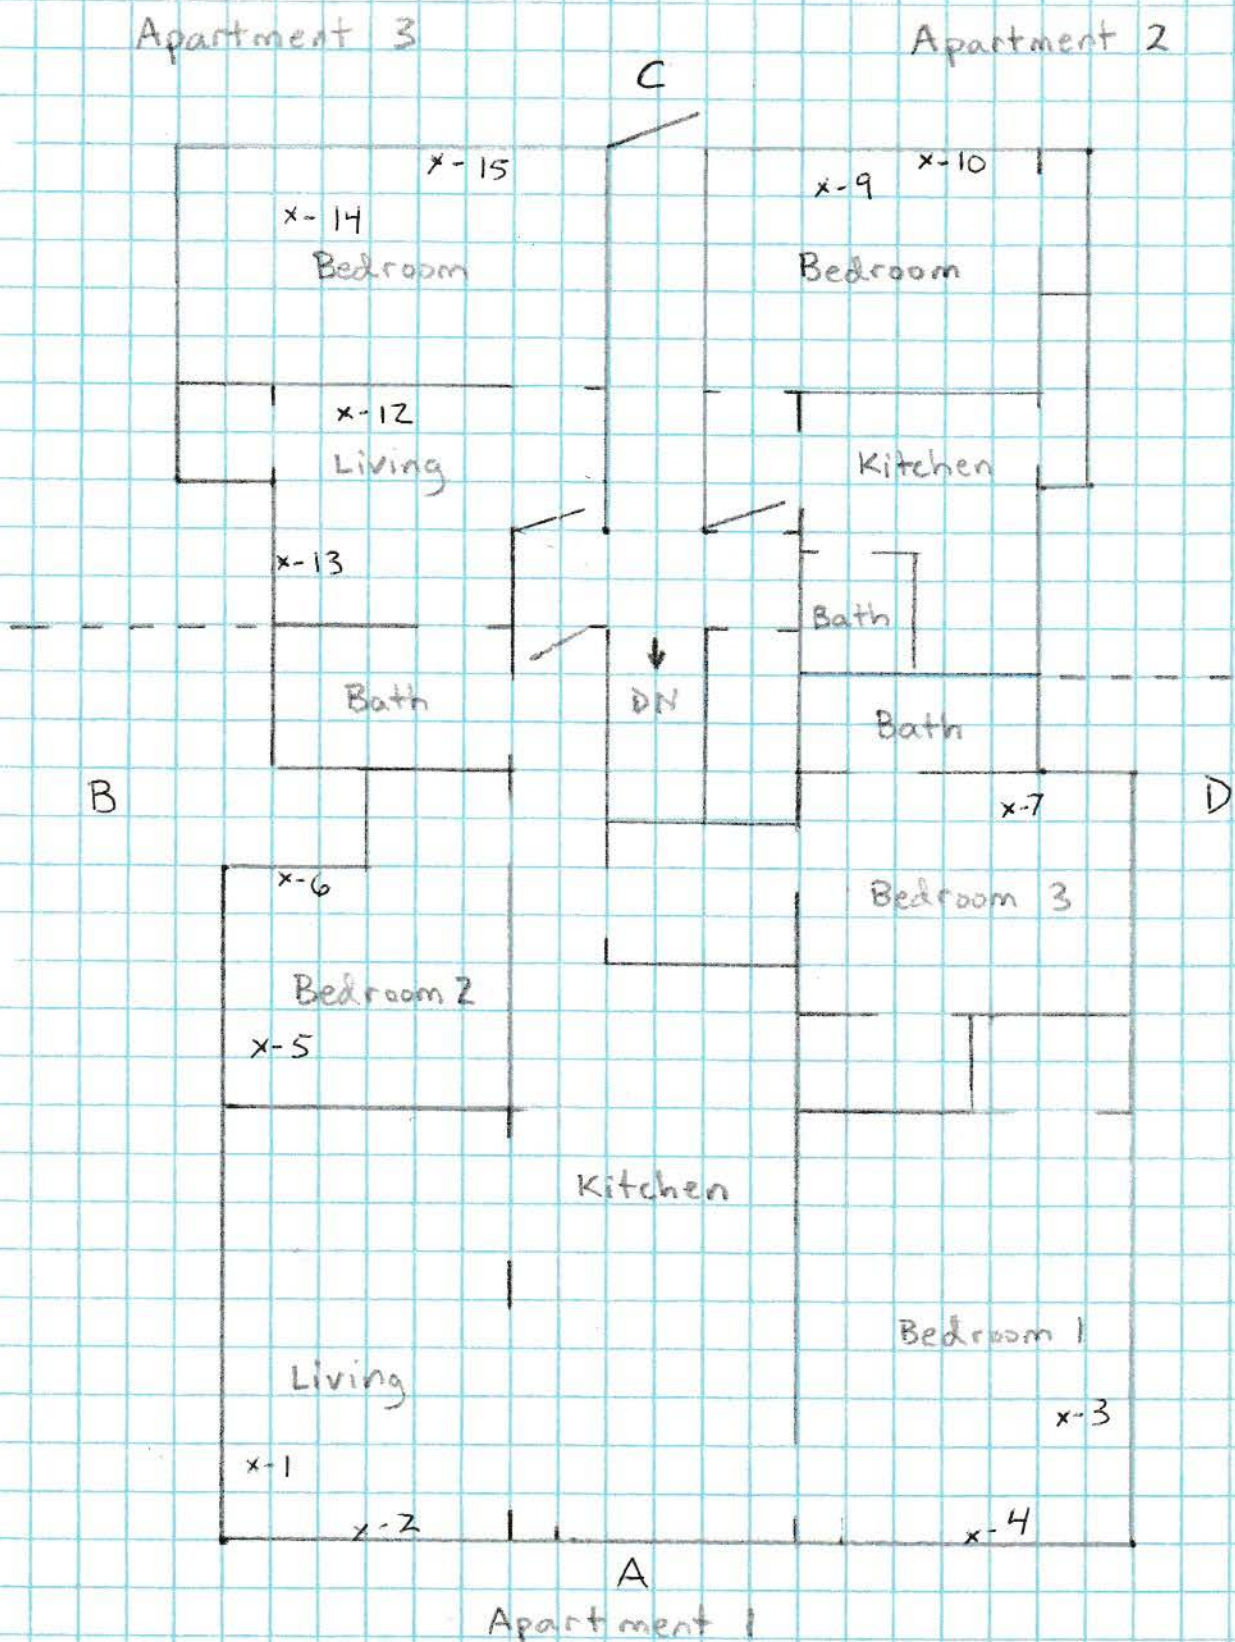 Apartment 3
Apartment 2
C
x-15
x-10
x-9
x-14
Bedroom
Bedroom
x-12
Living
Kitchen
x-13
Bath
Bath
DN
Bath
B
D
x-7
x-6
Bedroom 3
Bedroom 2
x-5
Kitchen
Bedroom 1
Living
x-3
x-1
x-2
x-4
A
Apartment 1